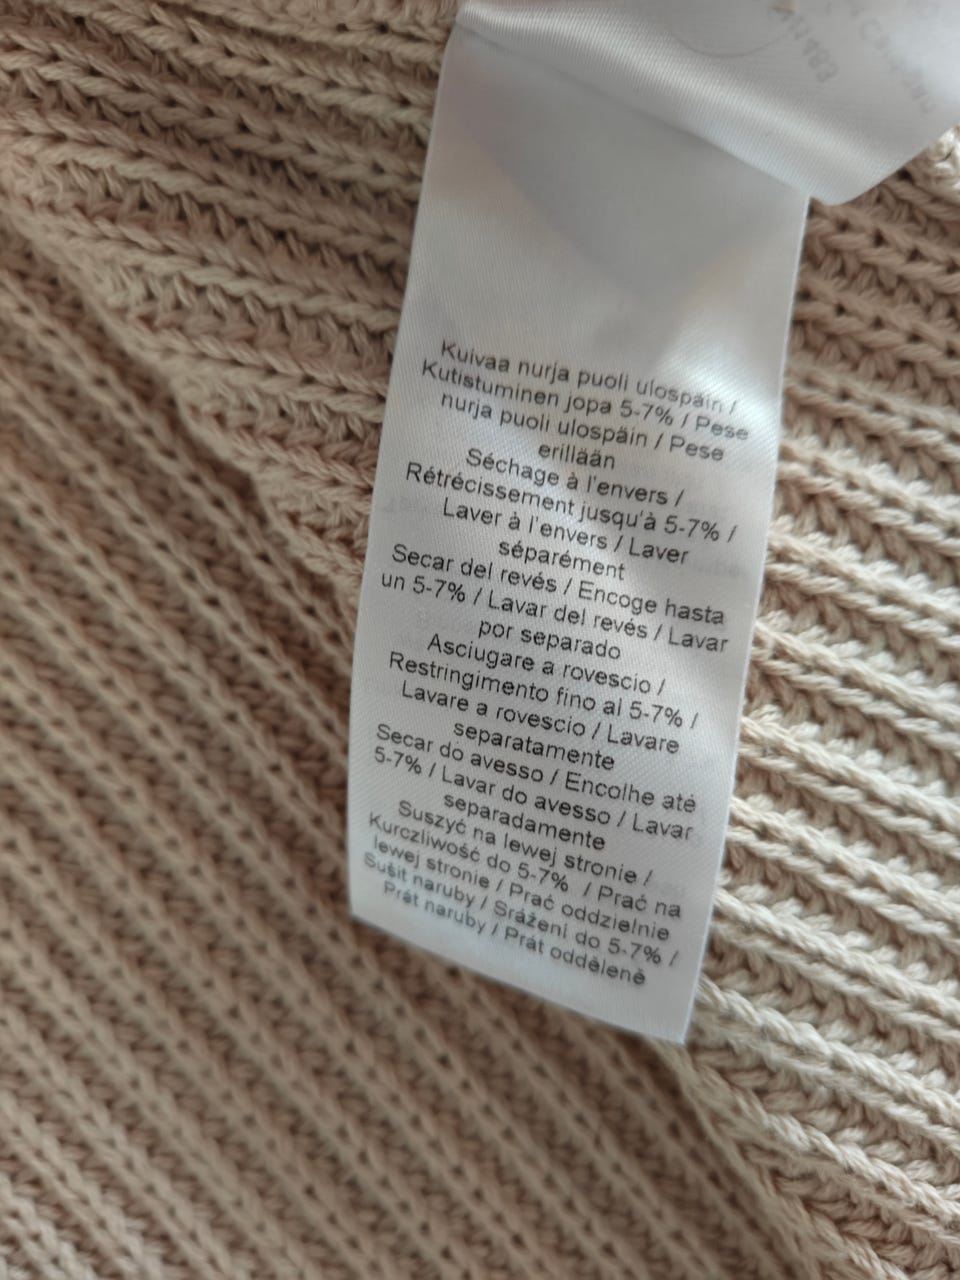 Kuivaa nurja puoli ulospäin /
Kutistuminen jopa 5-7% / Pese
nurja puoli ulospäin / Pese
erillään
Séchage à l'envers /
Rétrécissement jusqu'à 5-7% /
Laver à l'envers / Laver
séparément
Secar del revés / Encoge hasta
un 5-7% / Lavar del revés / Lavar
por separado
Asciugare a rovescio /
Restringimento fino al 5-7% /
Lavare a rovescio / Lavare
separatamente
Secar do avesso / Encolhe até
5-7% / Lavar do avesso / Lavar
separadamente
Suszyć na lewej stronie /
Kurczliwość do 5-7% / Prać na
lewej stronie / Prać oddzielnie
Sušit naruby / Srážení do 5-7% /
Prát naruby / Prát odděleně